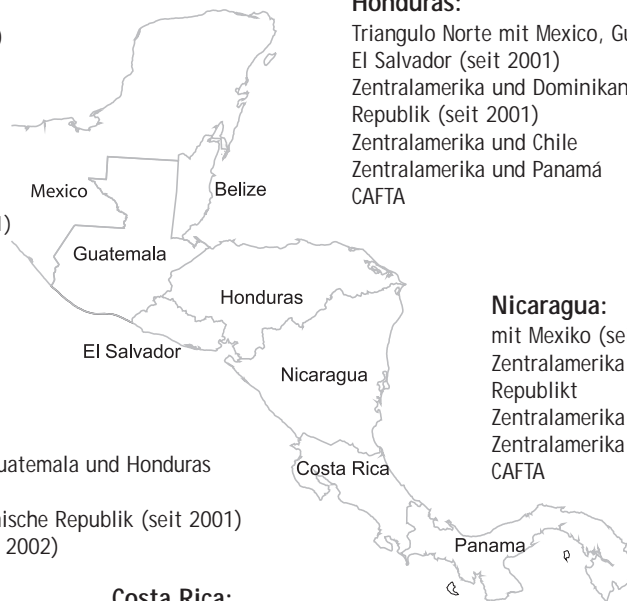 )
Honduras:
Triangulo Norte mit Mexico, Gu
El Salvador (seit 2001)
Zentralamerika und Dominikan
Republik (seit 2001)
Zentralamerika und Chile
Zentralamerika und Panamá
CAFTA
Mexico
Belize
)
Guatemala
Honduras
El Salvador
Nicaragua
Nicaragua:
mit Mexiko (se
Zentralamerika
Republikt
Zentralamerika
Zentralamerika
CAFTA
uatemala und Honduras
Costa Rica
ische Republik (seit 2001)
2002)
Panama
Costa Rica: